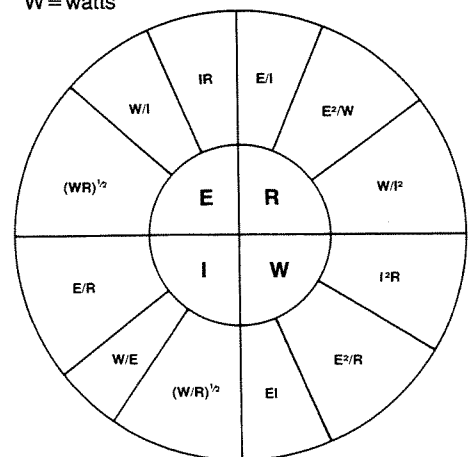 W=watts
IR
E/I
W/I
E²/W
(WR)¹/²
W/I²
E
R
I
W
E/R
I²R
W/E
E²/R
(W/R)¹/²
EI